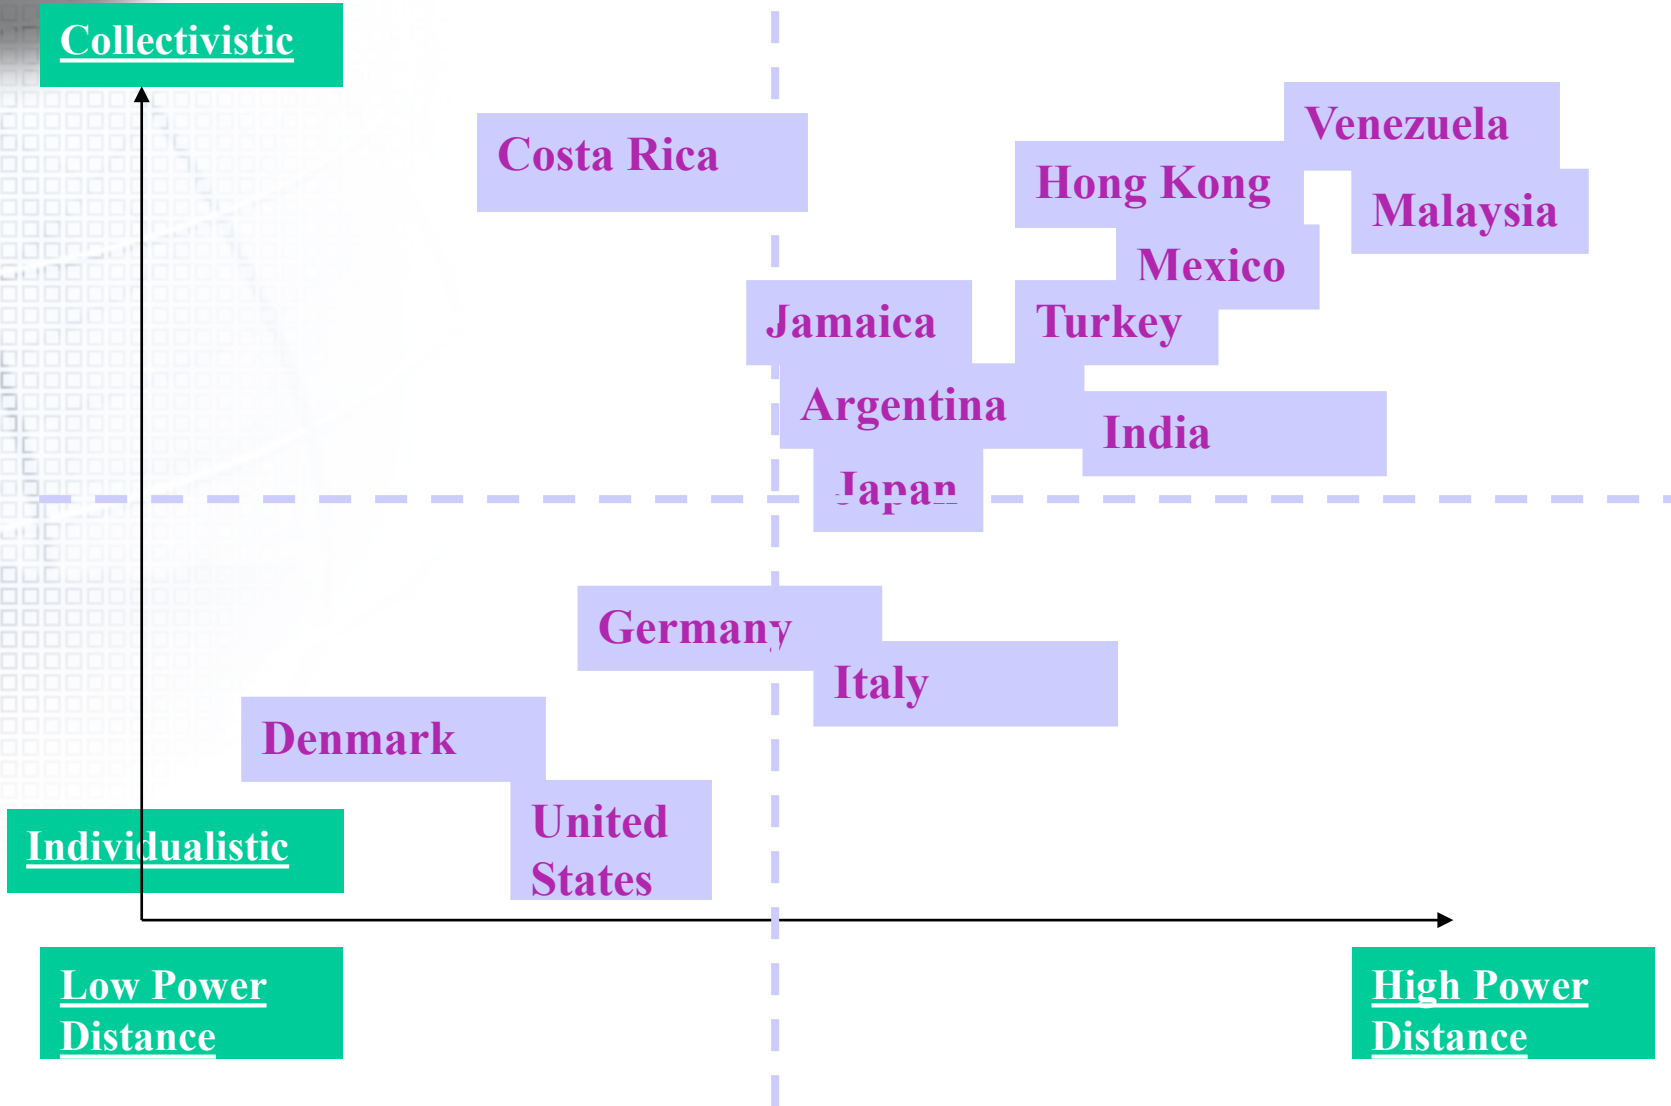 Collectivistic
Venezuela
Costa Rica
Hong Kong
Malaysia
Mexico
Jamaica
Turkey
Argentina
India
Japan
Germany
Italy
Denmark
United
States
Individualistic
Low Power
Distance
High Power
Distance